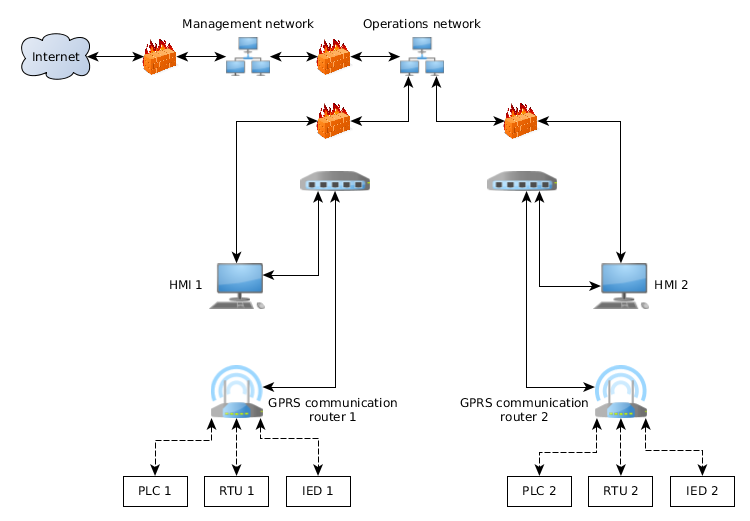 Management network
Operations network
Internet
HMI 1
HMI 2
GPRS communication
router 1
GPRS communication
router 2
PLC 1
RTU 1
IED 1
PLC 2
RTU 2
IED 2